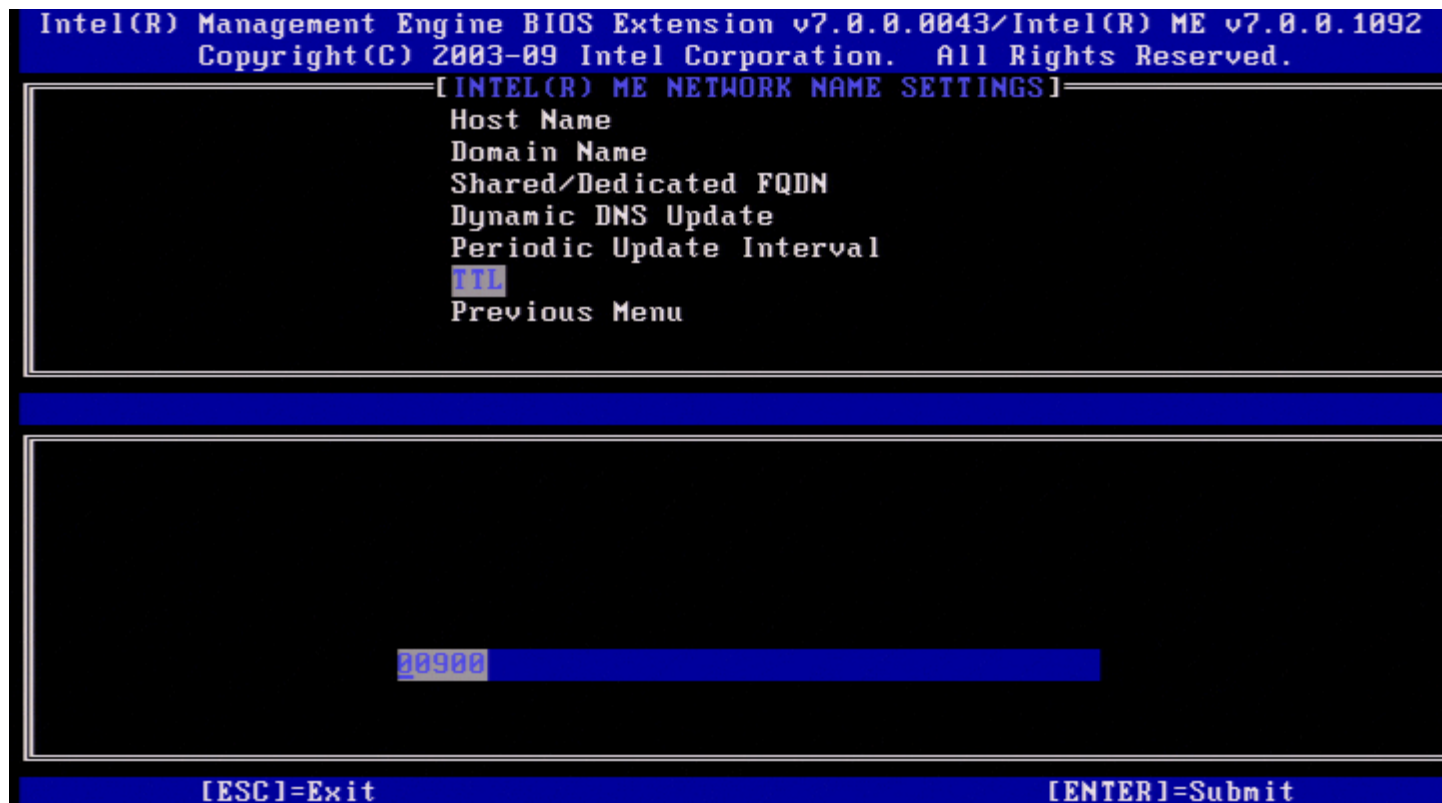 Intel(R) Management Engine BIOS Extension v7.0.0.0043/Intel(R) ME v7.0.0.1092
Copyright(C) 2003-09 Intel Corporation. All Rights Reserved.
[INTEL(R) ME NETWORK NAME SETTINGS]
Host Name
Domain Name
Shared/Dedicated FQDN
Dynamic DNS Update
Periodic Update Interval
TTL
Previous Menu
00900
[ESC]=Exit [ENTER]=Submit